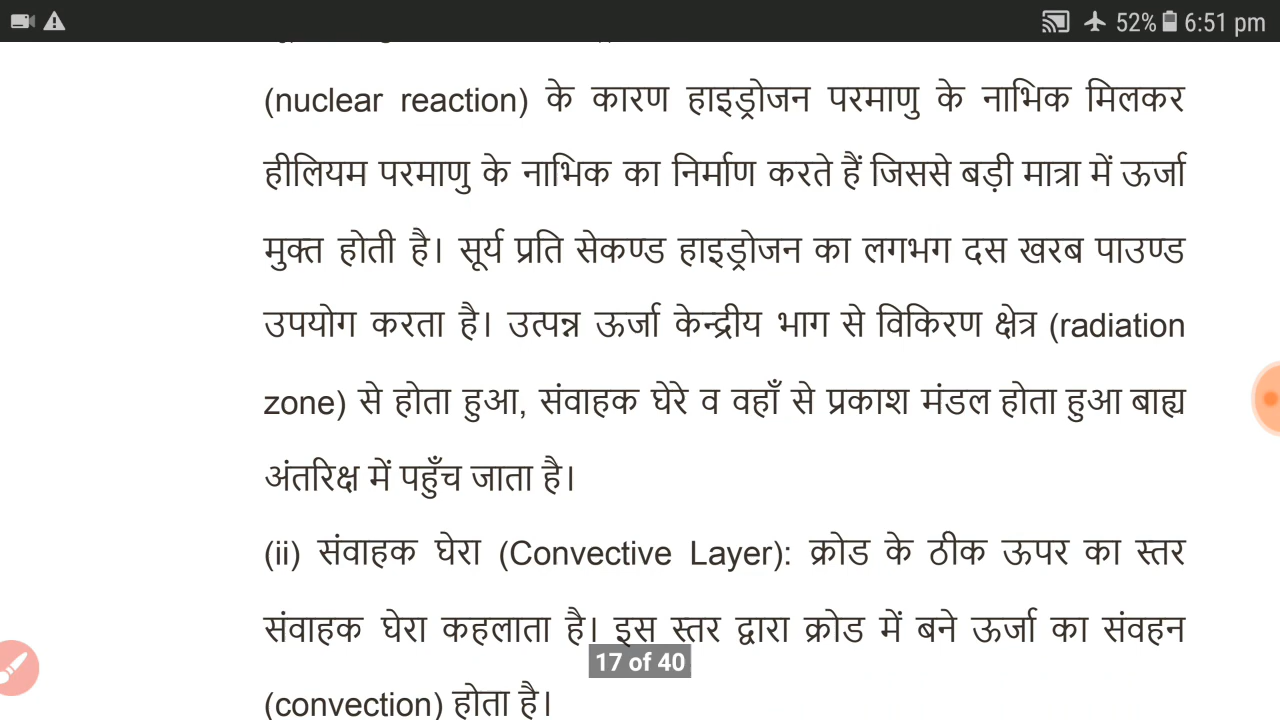 52% 6:51 pm
(nuclear reaction) के कारण हाइड्रोजन परमाणु के नाभिक मिलकर
हीलियम परमाणु के नाभिक का निर्माण करते हैं जिससे बड़ी मात्रा में ऊर्जा
मुक्त होती है। सूर्य प्रति सेकण्ड हाइड्रोजन का लगभग दस खरब पाउण्ड
उपयोग करता है। उत्पन्न ऊर्जा केन्द्रीय भाग से विकिरण क्षेत्र (radiation
zone) से होता हुआ, संवाहक घेरे व वहाँ से प्रकाश मंडल होता हुआ बाह्य
अंतरिक्ष में पहुँच जाता है।
(ii) संवाहक घेरा (Convective Layer): क्रोड के ठीक ऊपर का स्तर
संवाहक घेरा कहलाता है। इस स्तर द्वारा क्रोड में बने ऊर्जा का संवहन
17 of 40
(convection) होता है।